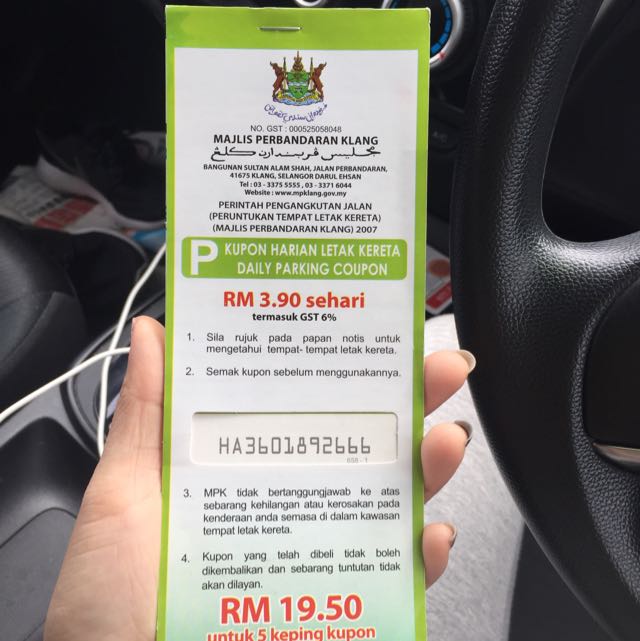 NO. GST : 000525058048
MAJLIS PERBANDARAN KLANG
مجليس ڤربندارن كلڠ
BANGUNAN SULTAN ALAM SHAH, JALAN PERBANDARAN,
41675 KLANG, SELANGOR DARUL EHSAN
Tel : 03 - 3375 5555 , 03 - 3371 6044
Website : www.mpklang.gov.my
PERINTAH PENGANGKUTAN JALAN
(PERUNTUKAN TEMPAT LETAK KERETA)
(MAJLIS PERBANDARAN KLANG) 2007
P KUPON HARIAN LETAK KERETA
DAILY PARKING COUPON
RM 3.90 sehari
termasuk GST 6%
1. Sila rujuk pada papan notis untuk
mengetahui tempat- tempat letak kereta.
2. Semak kupon sebelum menggunakannya.
HA3601892666
658 - 1
3. MPK tidak bertanggungjawab ke atas
sebarang kehilangan atau kerosakan pada
kenderaan anda semasa di dalam kawasan
tempat letak kereta.
4. Kupon yang telah dibeli tidak boleh
dikembalikan dan sebarang tuntutan tidak
akan dilayan.
RM 19.50
untuk 5 keping kupon